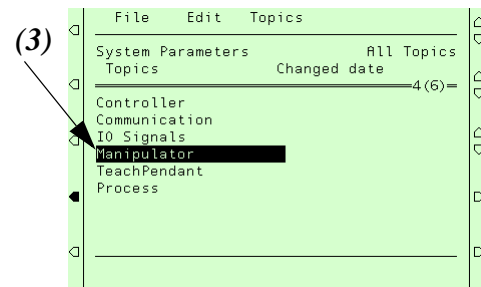 File Edit Topics
(3)
System Parameters All Topics
Topics Changed date
4(6)
Controller
Communication
IO Signals
Manipulator
TeachPendant
Process